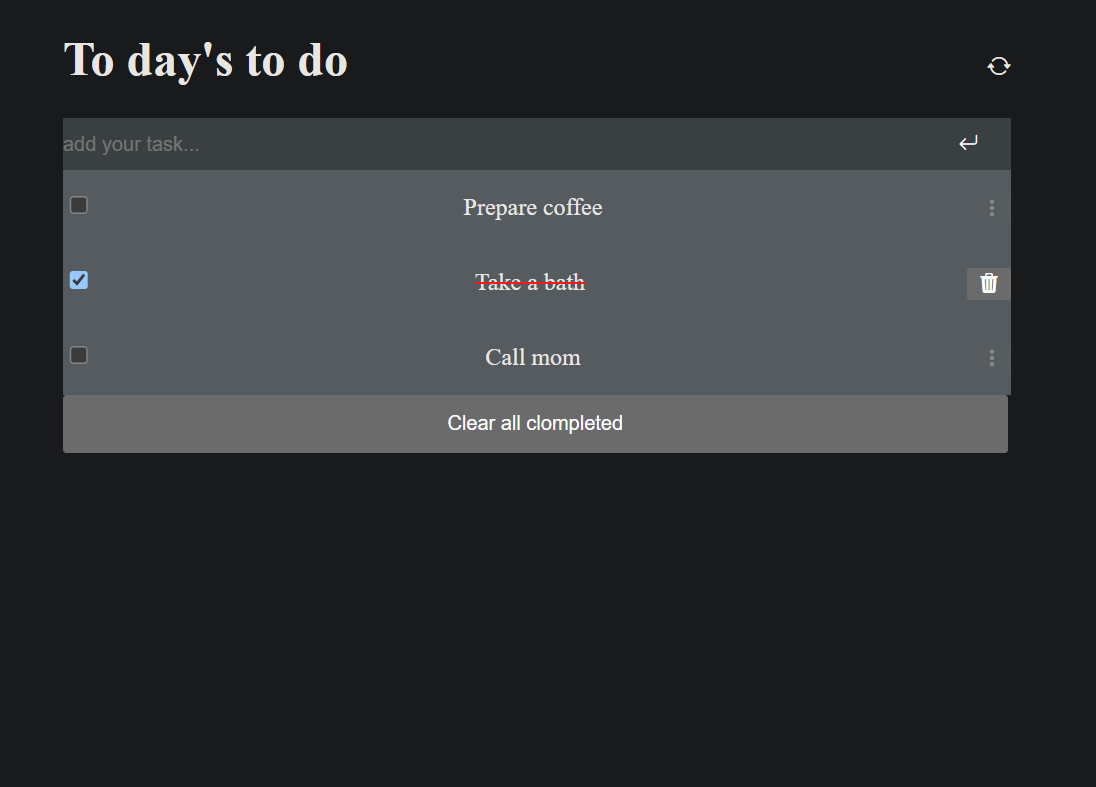 To day's to do
add your task...
Prepare coffee
Take a bath
Call mom
Clear all clompleted